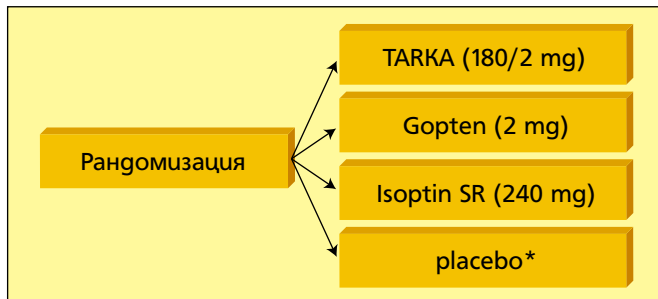 Рандомизация
TARKA (180/2 mg)
Gopten (2 mg)
Isoptin SR (240 mg)
placebo*